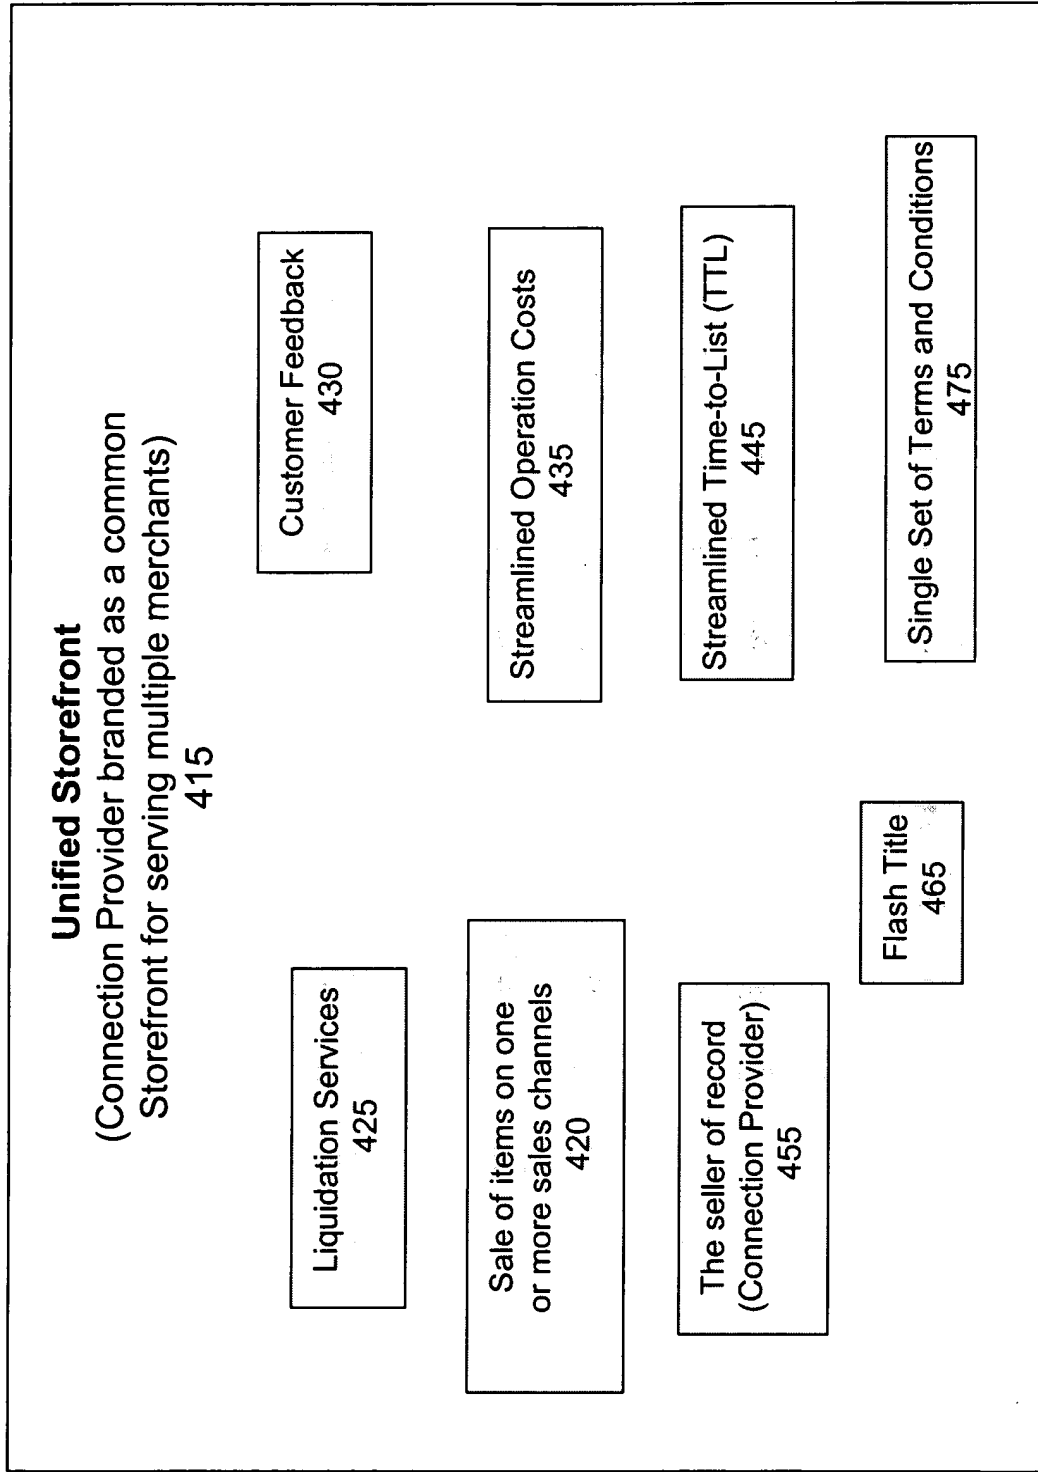 Unified Storefront
(Connection Provider branded as a common
Storefront for serving multiple merchants)
415
Liquidation Services
425
Customer Feedback
430
Sale of items on one
or more sales channels
420
Streamlined Operation Costs
435
The seller of record
(Connection Provider)
455
Streamlined Time-to-List (TTL)
445
Flash Title
465
Single Set of Terms and Conditions
475